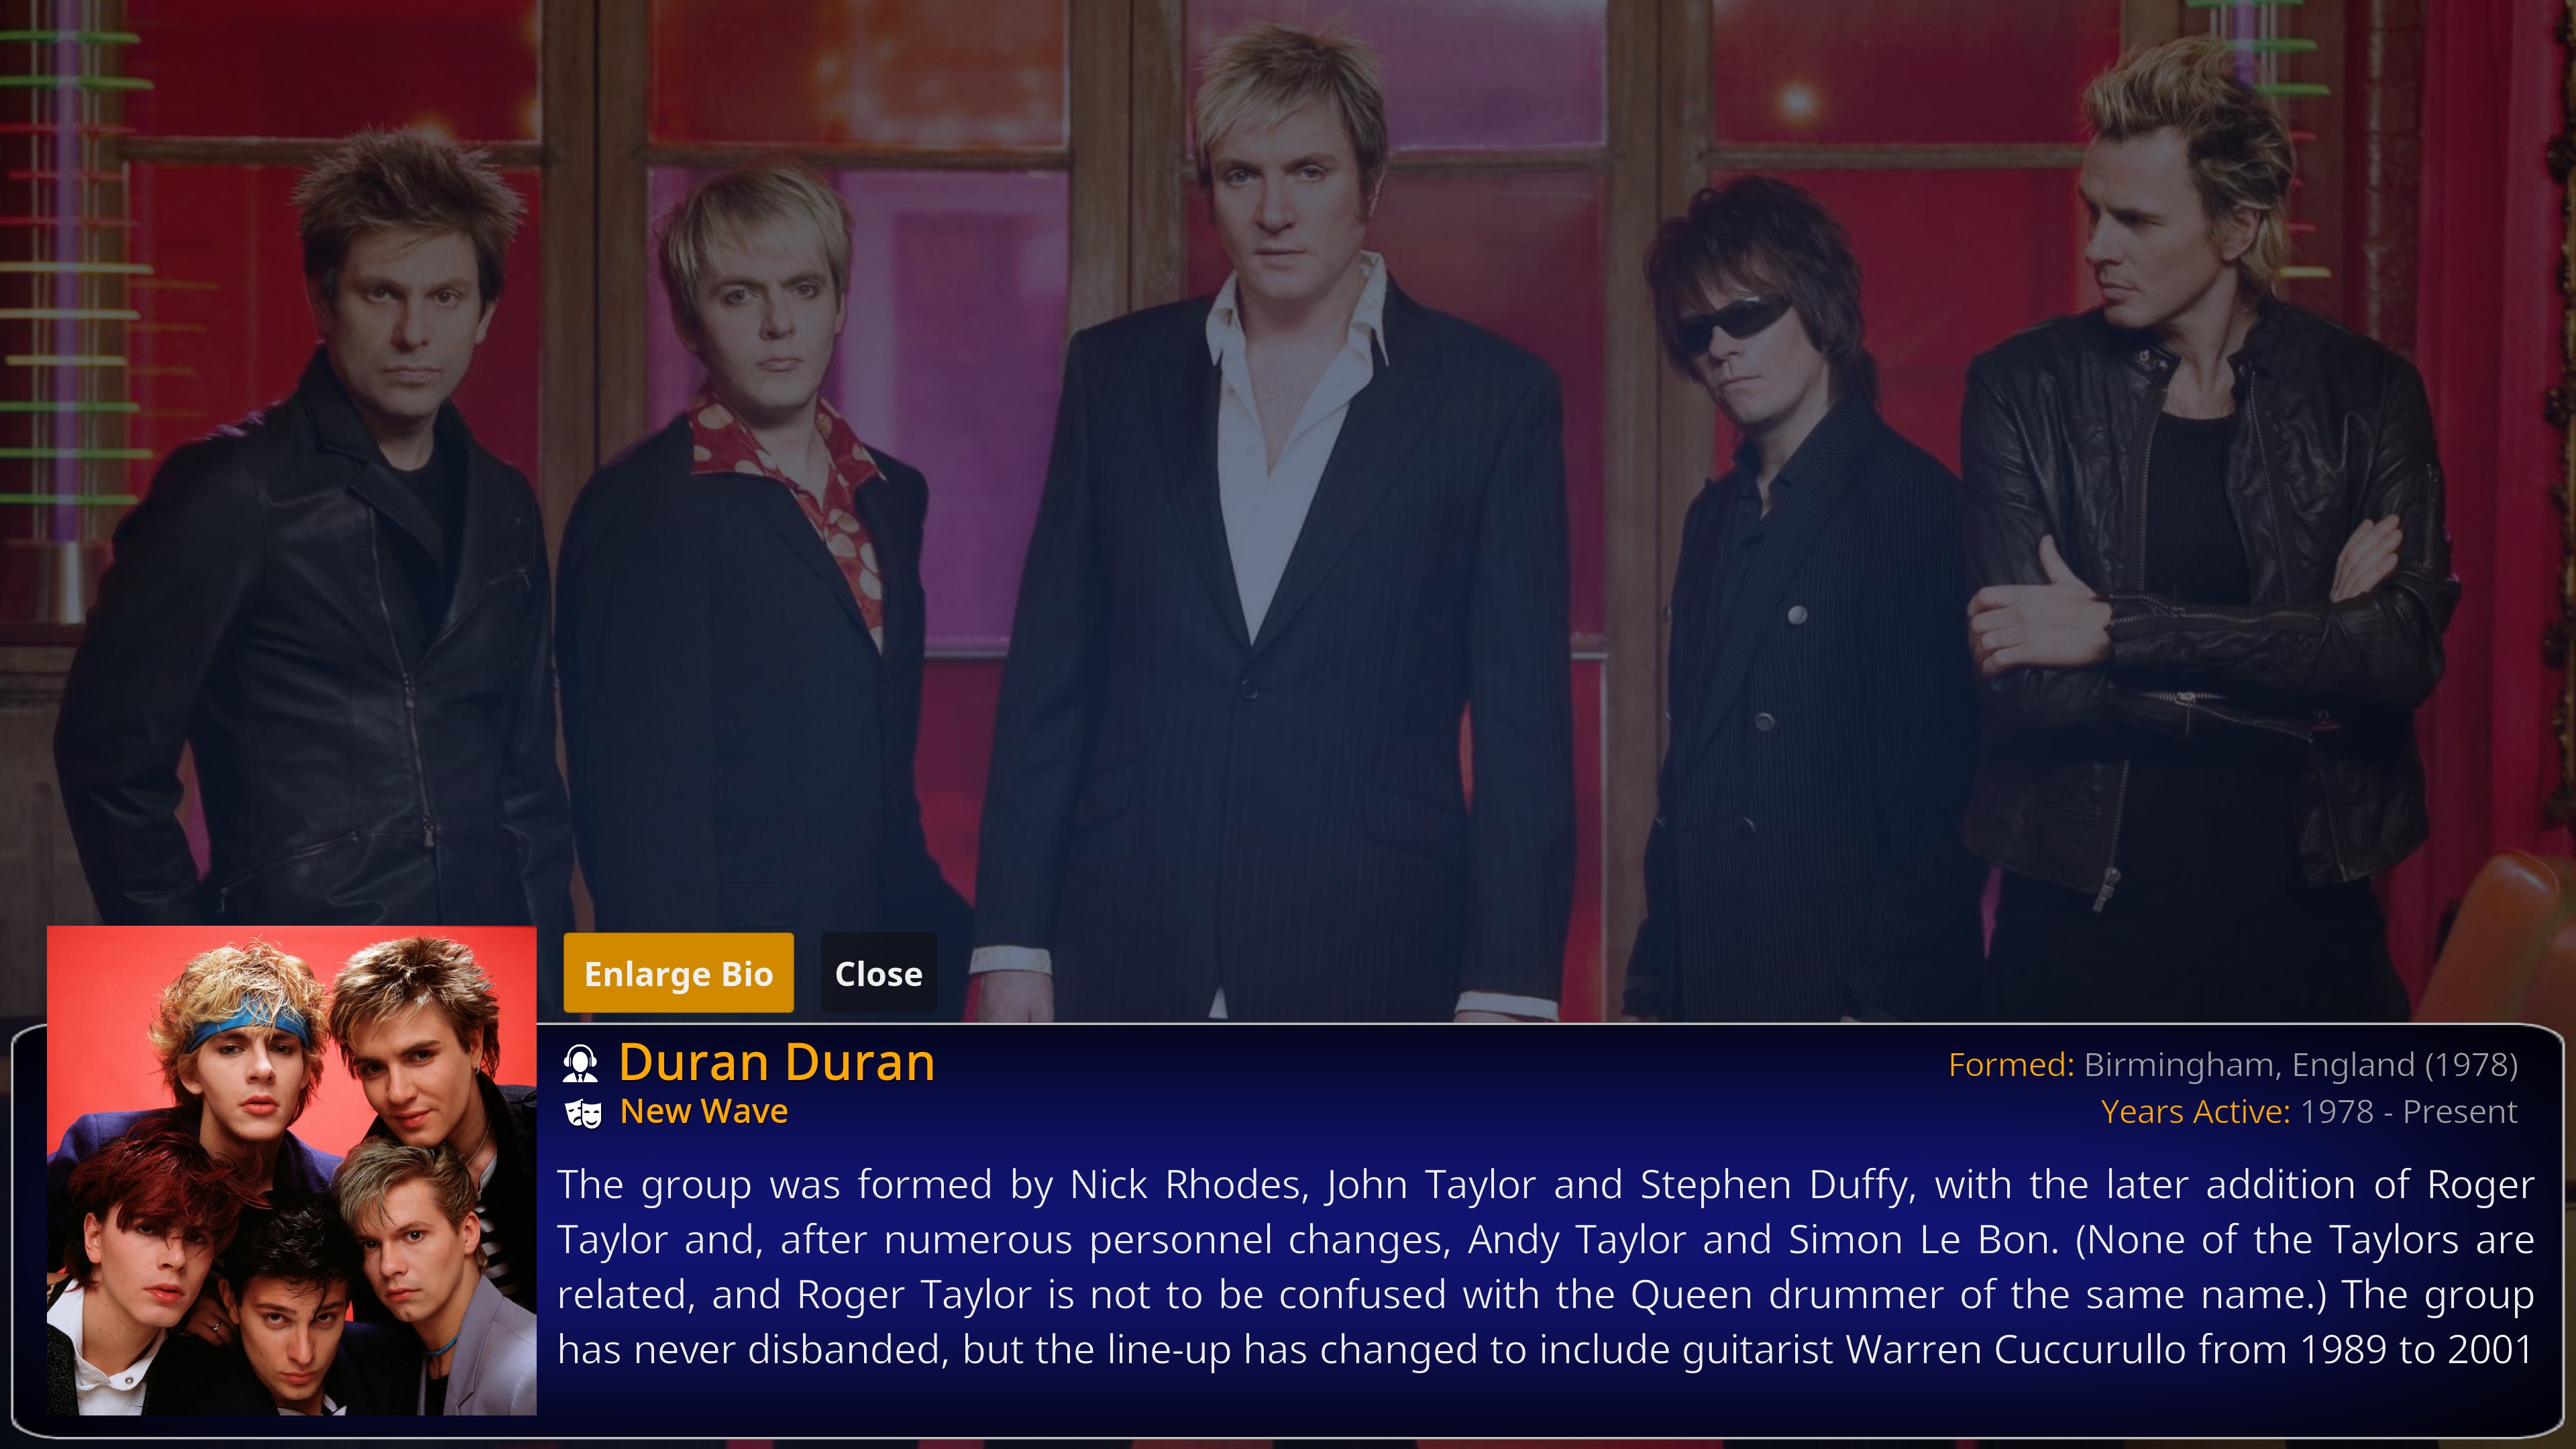 Enlarge Bio
Close
Duran Duran
New Wave
Formed: Birmingham, England (1978)
Years Active: 1978 - Present
The group was formed by Nick Rhodes, John Taylor and Stephen Duffy, with the later addition of Roger
Taylor and, after numerous personnel changes, Andy Taylor and Simon Le Bon. (None of the Taylors are
related, and Roger Taylor is not to be confused with the Queen drummer of the same name.) The group
has never disbanded, but the line-up has changed to include guitarist Warren Cuccurullo from 1989 to 2001